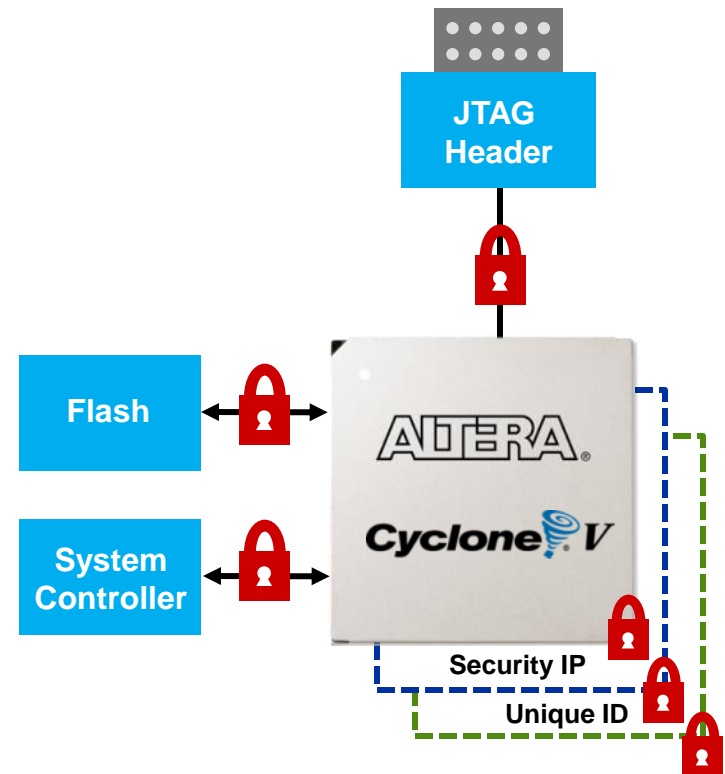 JTAG
Header
Flash
ALTERA®
Cyclone® V
System
Controller
Security IP
Unique ID